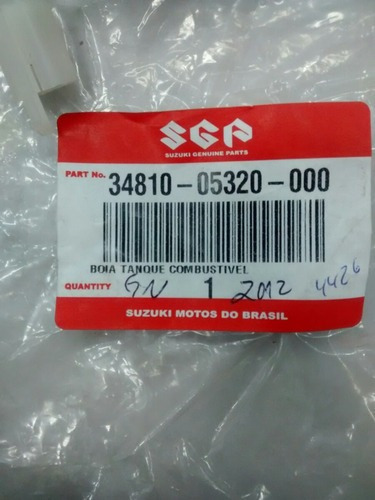 SGP
SUZUKI GENUINE PARTS
PART No. 34810-05320-000
BOIA TANQUE COMBUSTIVEL
QUANTITY 1 2012 4426
SUZUKI MOTOS DO BRASIL